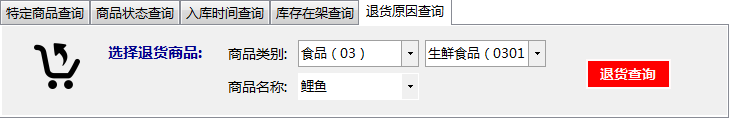 特定商品查询 商品状态查询 入库时间查询 库存在架查询 退货原因查询
选择退货商品: 商品类别: 食品（03） 生鲜食品（0301
商品名称: 鲤鱼
退货查询